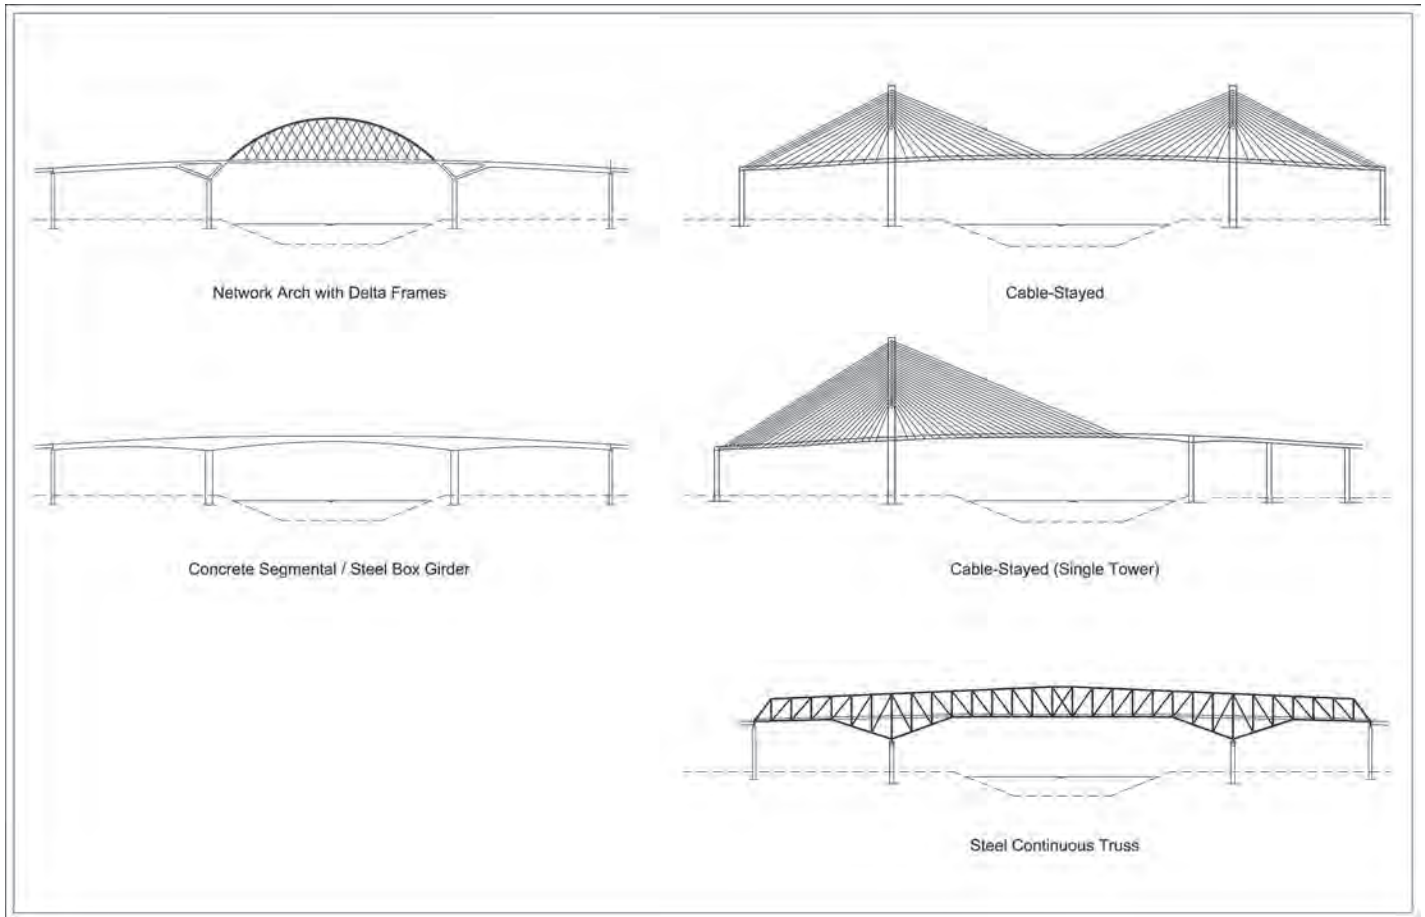 Network Arch with Delta Frames
Cable-Stayed
Concrete Segmental / Steel Box Girder
Cable-Stayed (Single Tower)
Steel Continuous Truss